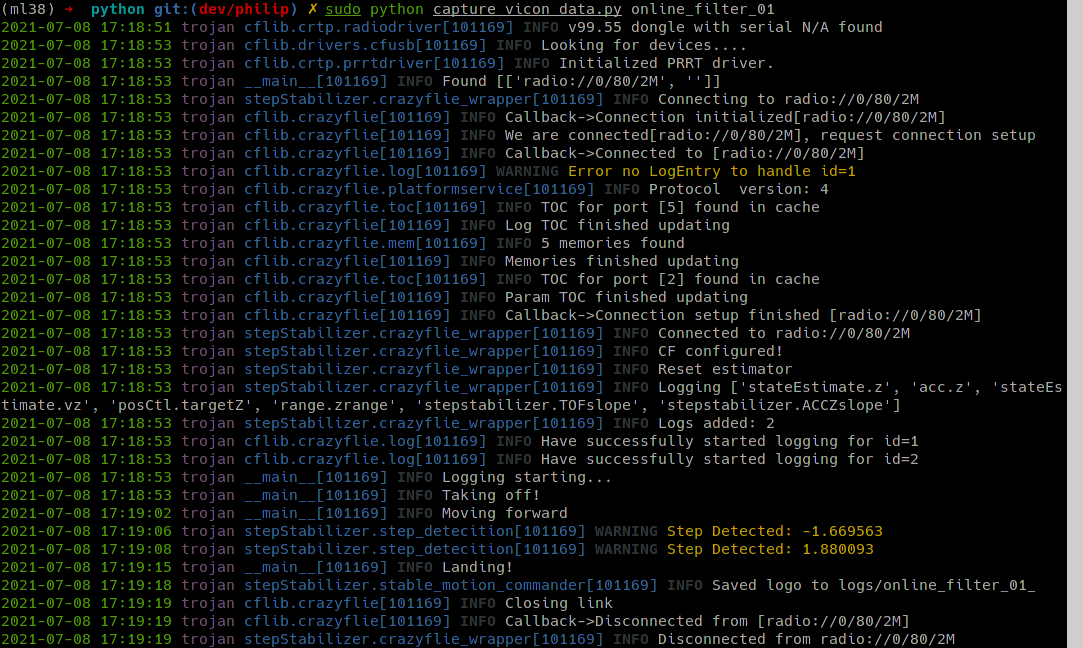 (ml38) → python git:(dev/philip) ✗ sudo python capture_vicon_data.py online_filter_01
2021-07-08 17:18:51 trojan cflib.crtp.radiodriver[101169] INFO v99.55 dongle with serial N/A found
2021-07-08 17:18:53 trojan cflib.drivers.cfusb[101169] INFO Looking for devices....
2021-07-08 17:18:53 trojan cflib.crtp.prrtdriver[101169] INFO Initialized PRRT driver.
2021-07-08 17:18:53 trojan __main__[101169] INFO Found [['radio://0/80/2M', '']]
2021-07-08 17:18:53 trojan stepStabilizer.crazyflie_wrapper[101169] INFO Connecting to radio://0/80/2M
2021-07-08 17:18:53 trojan cflib.crazyflie[101169] INFO Callback->Connection initialized[radio://0/80/2M]
2021-07-08 17:18:53 trojan cflib.crazyflie[101169] INFO We are connected[radio://0/80/2M], request connection setup
2021-07-08 17:18:53 trojan cflib.crazyflie[101169] INFO Callback->Connected to [radio://0/80/2M]
2021-07-08 17:18:53 trojan cflib.crazyflie.log[101169] WARNING Error no LogEntry to handle id=1
2021-07-08 17:18:53 trojan cflib.crazyflie.platformservice[101169] INFO Protocol  version: 4
2021-07-08 17:18:53 trojan cflib.crazyflie.toc[101169] INFO TOC for port [5] found in cache
2021-07-08 17:18:53 trojan cflib.crazyflie[101169] INFO Log TOC finished updating
2021-07-08 17:18:53 trojan cflib.crazyflie.mem[101169] INFO 5 memories found
2021-07-08 17:18:53 trojan cflib.crazyflie[101169] INFO Memories finished updating
2021-07-08 17:18:53 trojan cflib.crazyflie.toc[101169] INFO TOC for port [2] found in cache
2021-07-08 17:18:53 trojan cflib.crazyflie[101169] INFO Param TOC finished updating
2021-07-08 17:18:53 trojan cflib.crazyflie[101169] INFO Callback->Connection setup finished [radio://0/80/2M]
2021-07-08 17:18:53 trojan stepStabilizer.crazyflie_wrapper[101169] INFO Connected to radio://0/80/2M
2021-07-08 17:18:53 trojan stepStabilizer.crazyflie_wrapper[101169] INFO CF configured!
2021-07-08 17:18:53 trojan stepStabilizer.crazyflie_wrapper[101169] INFO Reset estimator
2021-07-08 17:18:53 trojan stepStabilizer.crazyflie_wrapper[101169] INFO Logging ['stateEstimate.z', 'acc.z', 'stateEs
timate.vz', 'posCtl.targetZ', 'range.zrange', 'stepstabilizer.TOFslope', 'stepstabilizer.ACCZslope']
2021-07-08 17:18:53 trojan stepStabilizer.crazyflie_wrapper[101169] INFO Logs added: 2
2021-07-08 17:18:53 trojan cflib.crazyflie.log[101169] INFO Have successfully started logging for id=1
2021-07-08 17:18:53 trojan cflib.crazyflie.log[101169] INFO Have successfully started logging for id=2
2021-07-08 17:18:53 trojan __main__[101169] INFO Logging starting...
2021-07-08 17:18:53 trojan __main__[101169] INFO Taking off!
2021-07-08 17:19:02 trojan __main__[101169] INFO Moving forward
2021-07-08 17:19:06 trojan stepStabilizer.step_detecition[101169] WARNING Step Detected: -1.669563
2021-07-08 17:19:08 trojan stepStabilizer.step_detecition[101169] WARNING Step Detected: 1.880093
2021-07-08 17:19:15 trojan __main__[101169] INFO Landing!
2021-07-08 17:19:18 trojan stepStabilizer.stable_motion_commander[101169] INFO Saved logo to logs/online_filter_01_
2021-07-08 17:19:19 trojan cflib.crazyflie[101169] INFO Closing link
2021-07-08 17:19:19 trojan cflib.crazyflie[101169] INFO Callback->Disconnected from [radio://0/80/2M]
2021-07-08 17:19:19 trojan stepStabilizer.crazyflie_wrapper[101169] INFO Disconnected from radio://0/80/2M